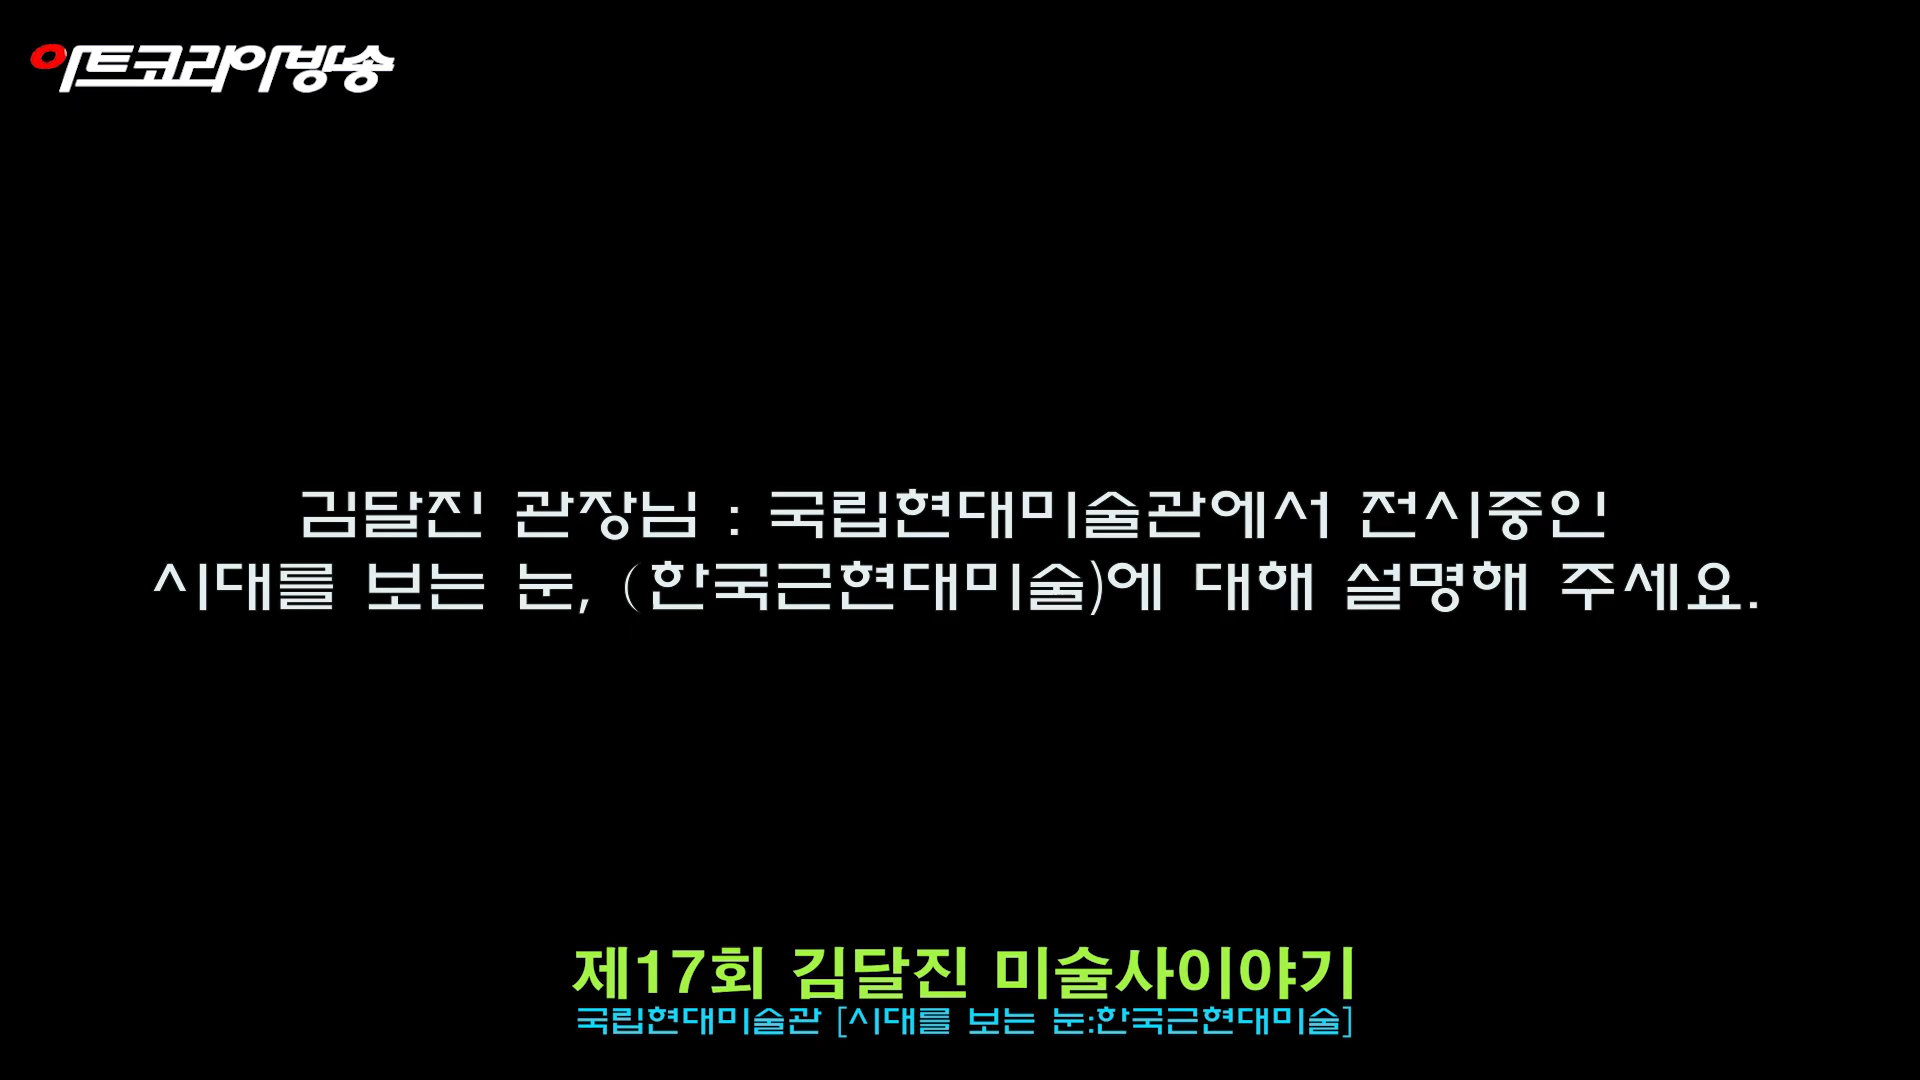 아트코리아방송
김달진 관장님 : 국립현대미술관에서 전시중인
시대를 보는 눈, (한국근현대미술)에 대해 설명해 주세요.
제17회 김달진 미술사이야기
국립현대미술관 [시대를 보는 눈:한국근현대미술]